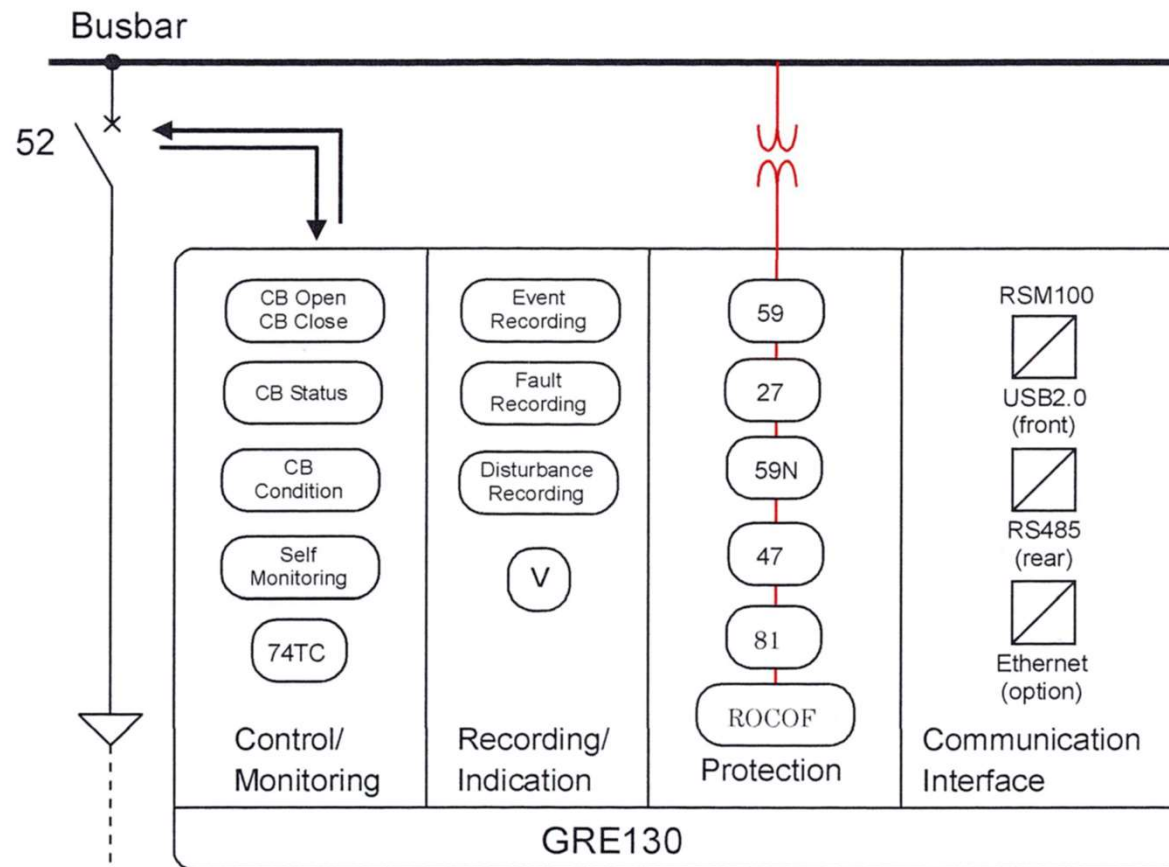 Busbar
52
CB Open
CB Close
CB Status
CB
Condition
Self
Monitoring
74TC
Control/
Monitoring
Event
Recording
Fault
Recording
Disturbance
Recording
V
Recording/
Indication
59
27
59N
47
81
ROCOF
Protection
RSM100
USB2.0
(front)
RS485
(rear)
Ethernet
(option)
Communication
Interface
GRE130